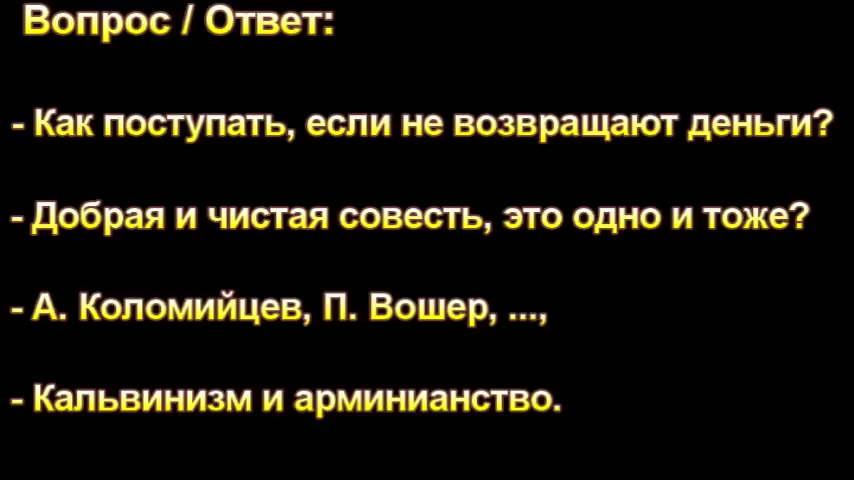 Вопрос / Ответ:
- Как поступать, если не возвращают деньги?
- Добрая и чистая совесть, это одно и тоже?
- А. Коломийцев, П. Вошер, ...,
- Кальвинизм и арминианство.